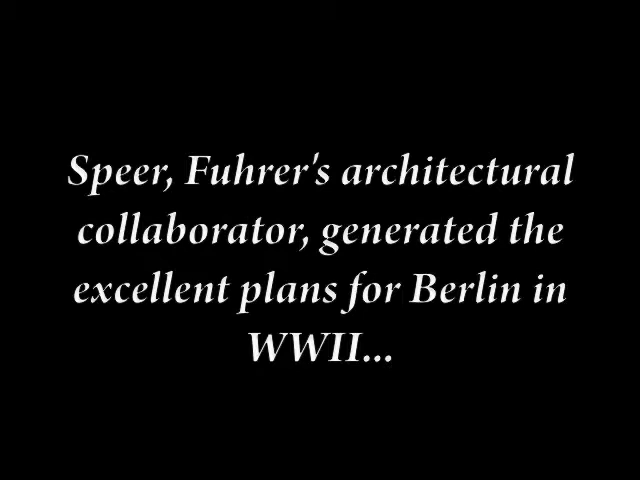 Speer, Fuhrer's architectural
collaborator, generated the
excellent plans for Berlin in
WWII...